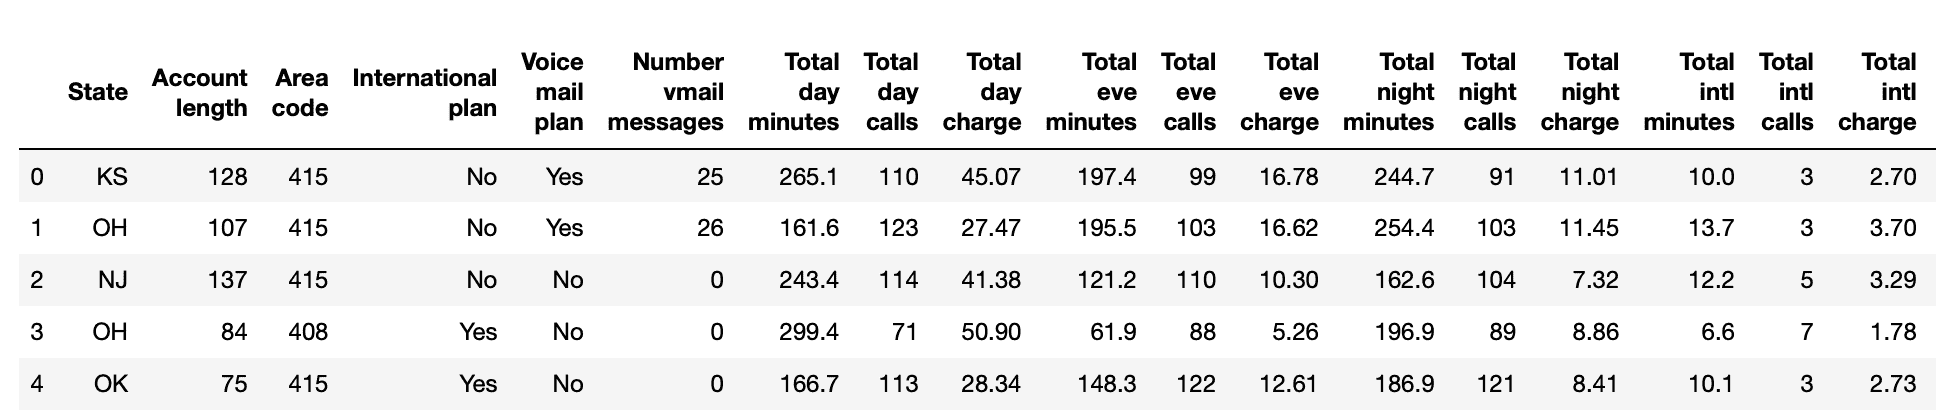 State Account length Area code International plan Voice mail plan Number vmail messages Total day minutes Total day calls Total day charge Total eve minutes Total eve calls Total eve charge Total night minutes Total night calls Total night charge Total intl minutes Total intl calls Total intl charge
0 KS 128 415 No Yes 25 265.1 110 45.07 197.4 99 16.78 244.7 91 11.01 10.0 3 2.70
1 OH 107 415 No Yes 26 161.6 123 27.47 195.5 103 16.62 254.4 103 11.45 13.7 3 3.70
2 NJ 137 415 No No 0 243.4 114 41.38 121.2 110 10.30 162.6 104 7.32 12.2 5 3.29
3 OH 84 408 Yes No 0 299.4 71 50.90 61.9 88 5.26 196.9 89 8.86 6.6 7 1.78
4 OK 75 415 Yes No 0 166.7 113 28.34 148.3 122 12.61 186.9 121 8.41 10.1 3 2.73